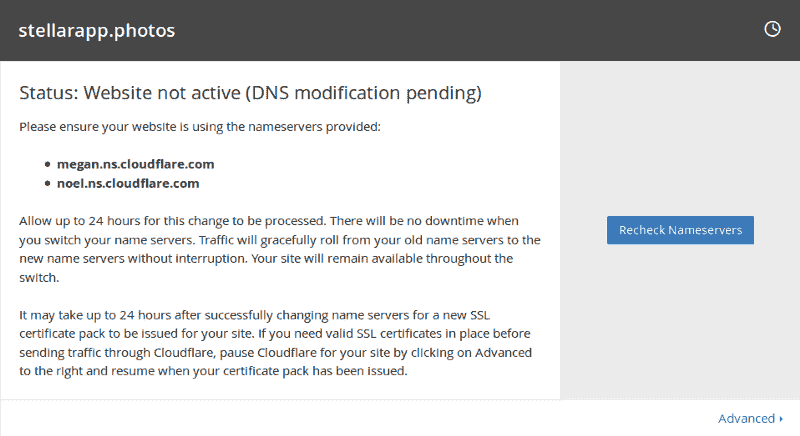 stellarapp.photos
Status: Website not active (DNS modification pending)
Please ensure your website is using the nameservers provided:
megan.ns.cloudflare.com
noel.ns.cloudflare.com
Allow up to 24 hours for this change to be processed. There will be no downtime when
you switch your name servers. Traffic will gracefully roll from your old name servers to the
new name servers without interruption. Your site will remain available throughout the
switch.
Recheck Nameservers
It may take up to 24 hours after successfully changing name servers for a new SSL
certificate pack to be issued for your site. If you need valid SSL certificates in place before
sending traffic through Cloudflare, pause Cloudflare for your site by clicking on Advanced
to the right and resume when your certificate pack has been issued.
Advanced